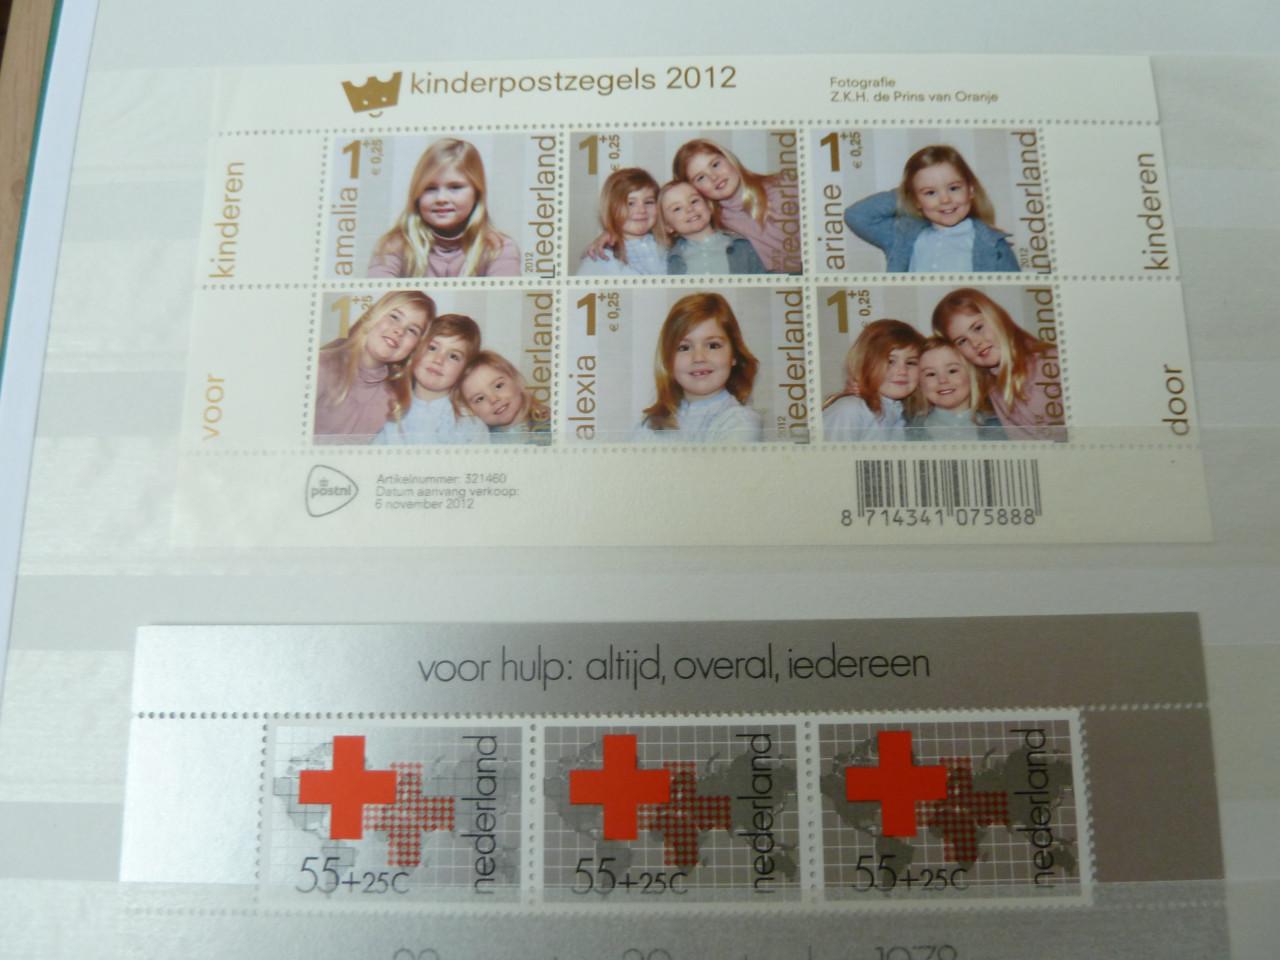 kinderpostzegels 2012
Fotografie
Z.K.H. de Prins van Oranje
kinderen
amalia
1+
€ 0,25
2012
nederland
1+
€ 0,25
2012
nederland
ariane
1+
€ 0,25
2012
nederland
kinderen
voor
1+
25
nederland
alexia
1+
€ 0,25
2012
nederland
1+
€ 0,25
nederland
door
postnl
Artikelnummer: 321460
Datum aanvang verkoop:
6 november 2012
8 714341 075888
voor hulp: altijd, overal, iedereen
55+25C
nederland
55+25C
nederland
55+25C
nederland